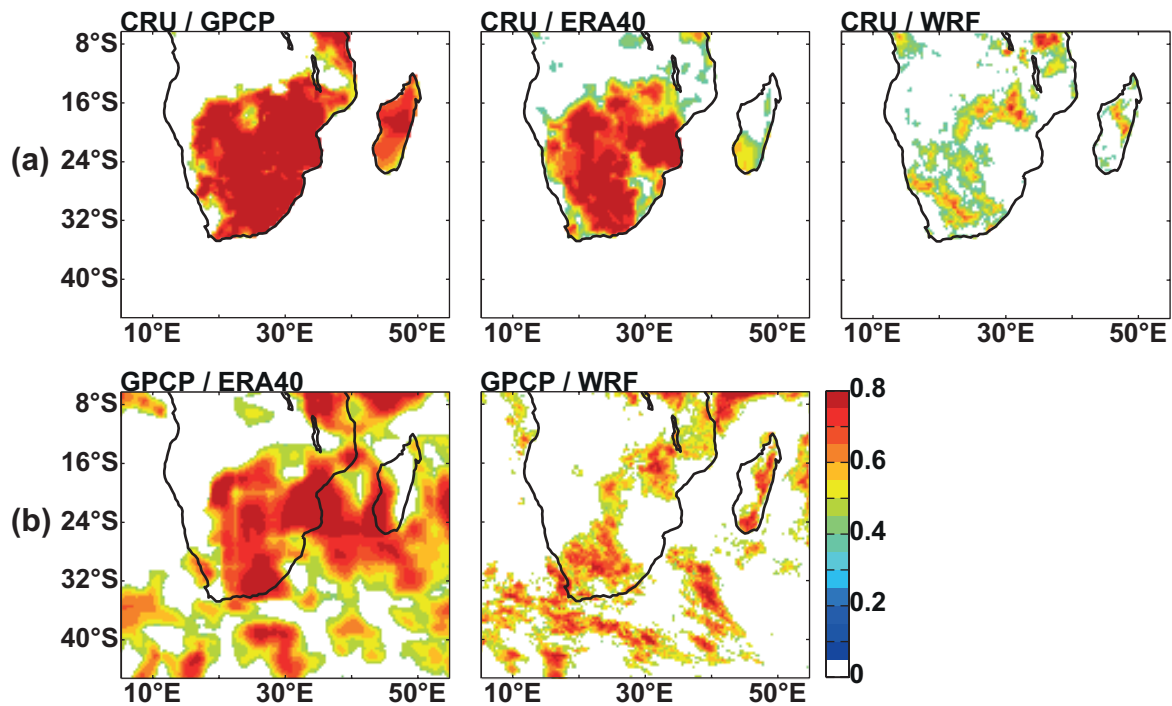 CRU / GPCP
CRU / ERA40
CRU / WRF
8°S
16°S
(a)
24°S
32°S
40°S
10°E 30°E 50°E
10°E 30°E 50°E
10°E 30°E 50°E
GPCP / ERA40
GPCP / WRF
8°S
16°S
(b)
24°S
32°S
40°S
10°E 30°E 50°E
10°E 30°E 50°E
0.8
0.6
0.4
0.2
0